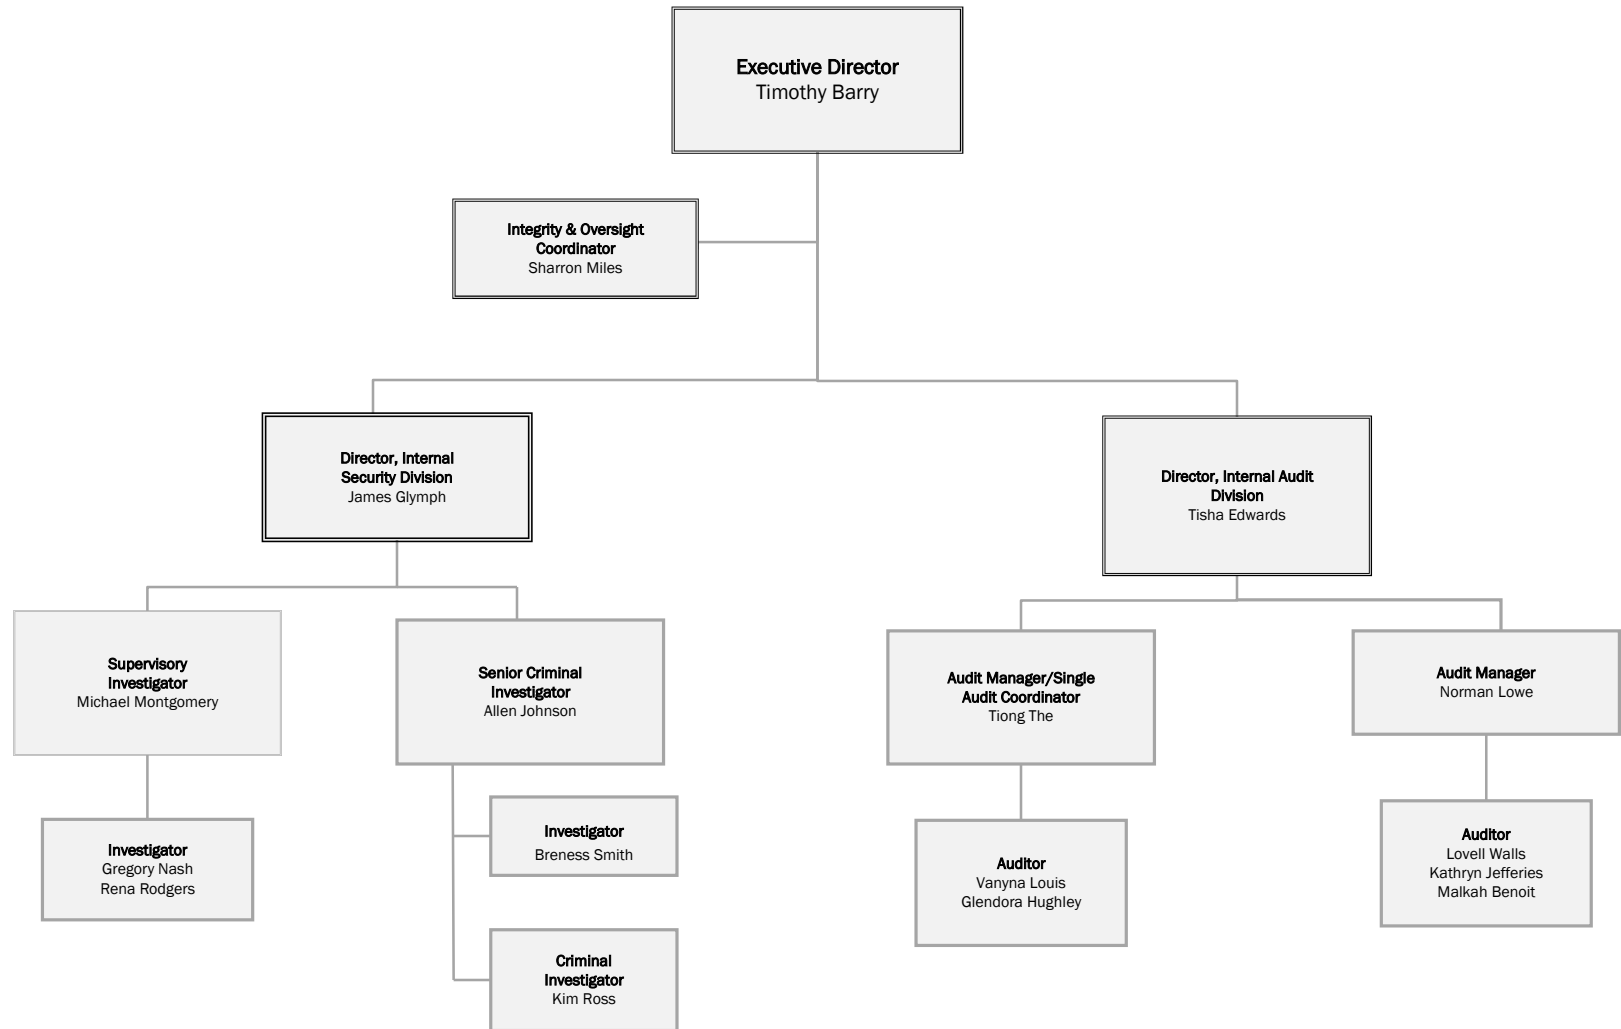 Executive Director
Timothy Barry
Integrity & Oversight
Coordinator
Sharron Miles
Director, Internal
Security Division
James Glymph
Director, Internal Audit
Division
Tisha Edwards
Supervisory
Investigator
Michael Montgomery
Senior Criminal
Investigator
Allen Johnson
Audit Manager/Single
Audit Coordinator
Tiong The
Audit Manager
Norman Lowe
Investigator
Gregory Nash
Rena Rodgers
Investigator
Breness Smith
Criminal
Investigator
Kim Ross
Auditor
Vanyna Louis
Glendora Hughley
Auditor
Lovell Walls
Kathryn Jefferies
Malkah Benoit